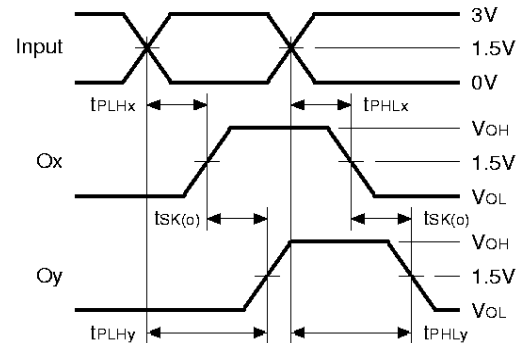 3V
Input
1.5V
0V
tPLHx
tPHLx
VOH
Ox
1.5V
VOL
tSK(o)
tSK(o)
VOH
Oy
1.5V
VOL
tPLHy
tPHLy